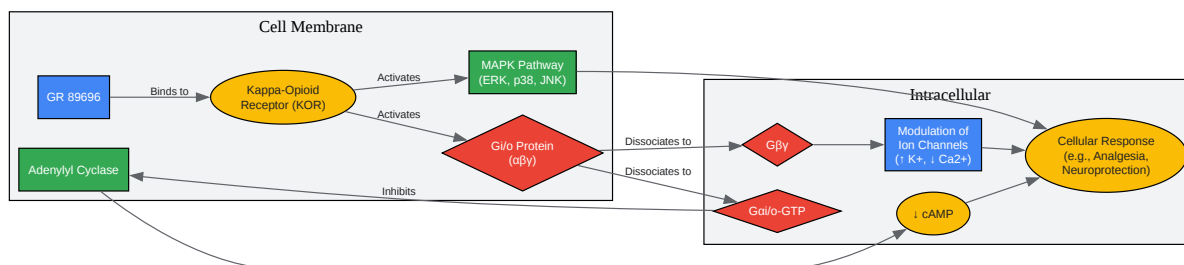 Cell Membrane
GR 89696
Binds to
Kappa-Opioid
Receptor (KOR)
Activates
MAPK Pathway
(ERK, p38, JNK)
Activates
Gi/o Protein
(αβγ)
Adenylyl Cyclase
Inhibits
Dissociates to
Dissociates to
Intracellular
Gβγ
Modulation of
Ion Channels
(↑ K+, ↓ Ca2+)
Cellular Response
(e.g., Analgesia,
Neuroprotection)
Gαi/o-GTP
↓ cAMP